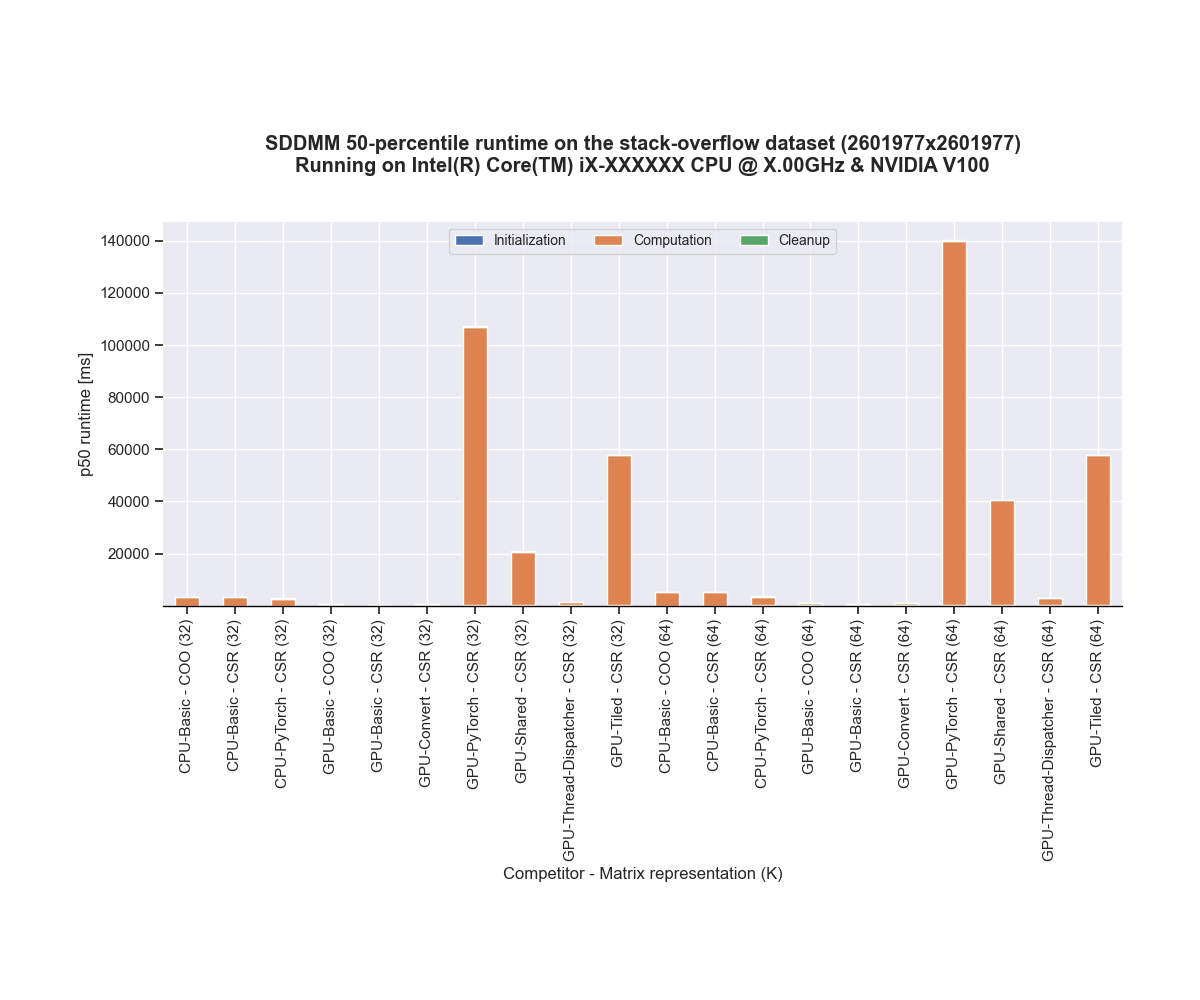 SDDMM 50-percentile runtime on the stack-overflow dataset (2601977x2601977)
Running on Intel(R) Core(TM) iX-XXXXXX CPU @ X.00GHz & NVIDIA V100
Initialization
Computation
Cleanup
p50 runtime [ms]
140000
120000
100000
80000
60000
40000
20000
CPU-Basic - COO (32)
CPU-Basic - CSR (32)
CPU-PyTorch - CSR (32)
GPU-Basic - COO (32)
GPU-Basic - CSR (32)
GPU-Convert - CSR (32)
GPU-PyTorch - CSR (32)
GPU-Shared - CSR (32)
GPU-Thread-Dispatcher - CSR (32)
GPU-Tiled - CSR (32)
CPU-Basic - COO (64)
CPU-Basic - CSR (64)
CPU-PyTorch - CSR (64)
GPU-Basic - COO (64)
GPU-Basic - CSR (64)
GPU-Convert - CSR (64)
GPU-PyTorch - CSR (64)
GPU-Shared - CSR (64)
GPU-Thread-Dispatcher - CSR (64)
GPU-Tiled - CSR (64)
Competitor - Matrix representation (K)